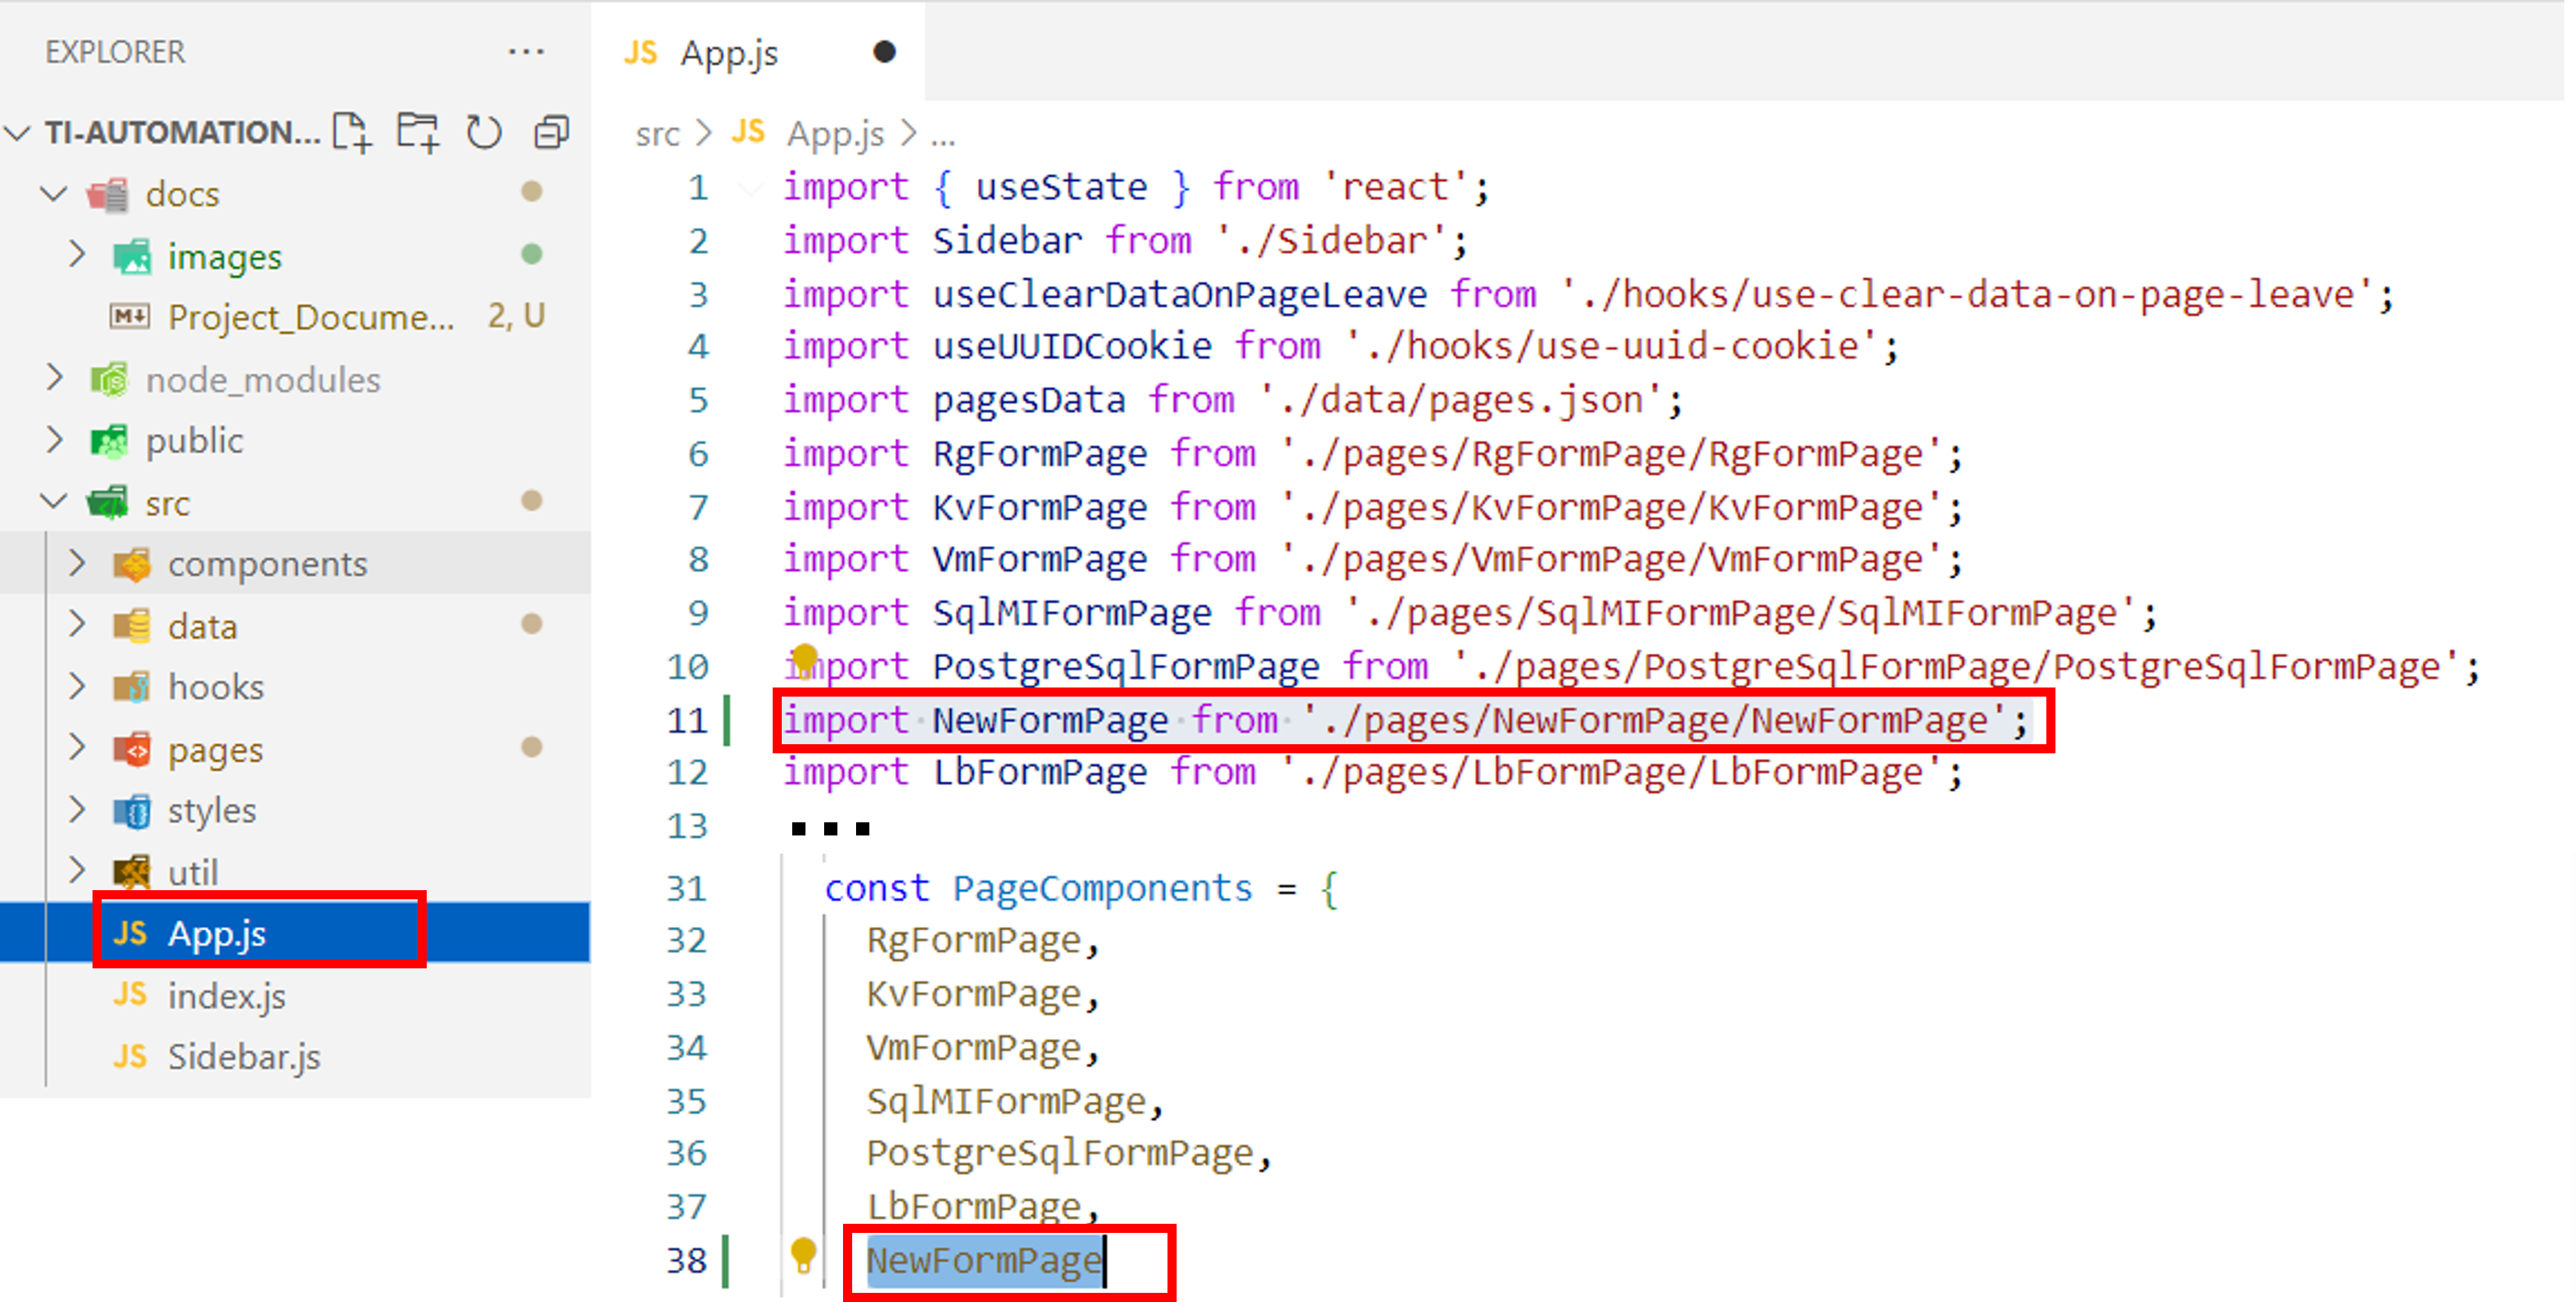 EXPLORER ...
TI-AUTOMATION...
docs
images
Project_Docume... 2, U
node_modules
public
src
components
data
hooks
pages
styles
util
JS App.js
JS index.js
JS Sidebar.js
JS App.js
src > JS App.js > ...
1 import { useState } from 'react';
2 import Sidebar from './Sidebar';
3 import useClearDataOnPageLeave from './hooks/use-clear-data-on-page-leave';
4 import useUUIDCookie from './hooks/use-uuid-cookie';
5 import pagesData from './data/pages.json';
6 import RgFormPage from './pages/RgFormPage/RgFormPage';
7 import KvFormPage from './pages/KvFormPage/KvFormPage';
8 import VmFormPage from './pages/VmFormPage/VmFormPage';
9 import SqlMIFormPage from './pages/SqlMIFormPage/SqlMIFormPage';
10 import PostgreSqlFormPage from './pages/PostgreSqlFormPage/PostgreSqlFormPage';
11 import NewFormPage from './pages/NewFormPage/NewFormPage';
12 import LbFormPage from './pages/LbFormPage/LbFormPage';
13 ...
31 const PageComponents = {
32 RgFormPage,
33 KvFormPage,
34 VmFormPage,
35 SqlMIFormPage,
36 PostgreSqlFormPage,
37 LbFormPage,
38 NewFormPage